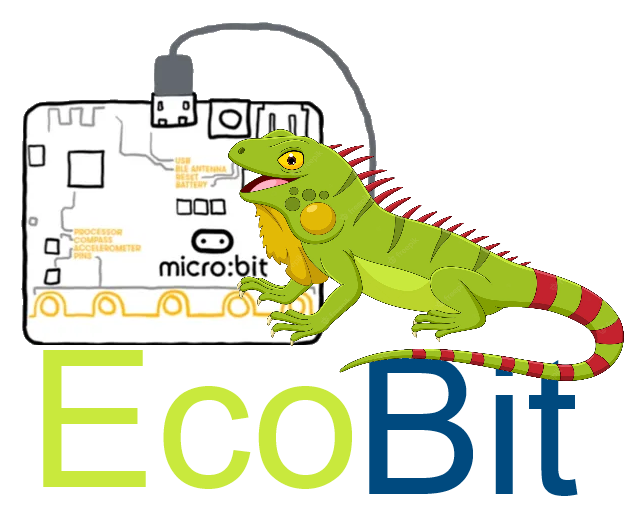 USB
BLE ANTENNA
RESET
BATTERY
PROCESSOR
COMPASS
ACCELEROMETER
PINS
micro:bit
EcoBit